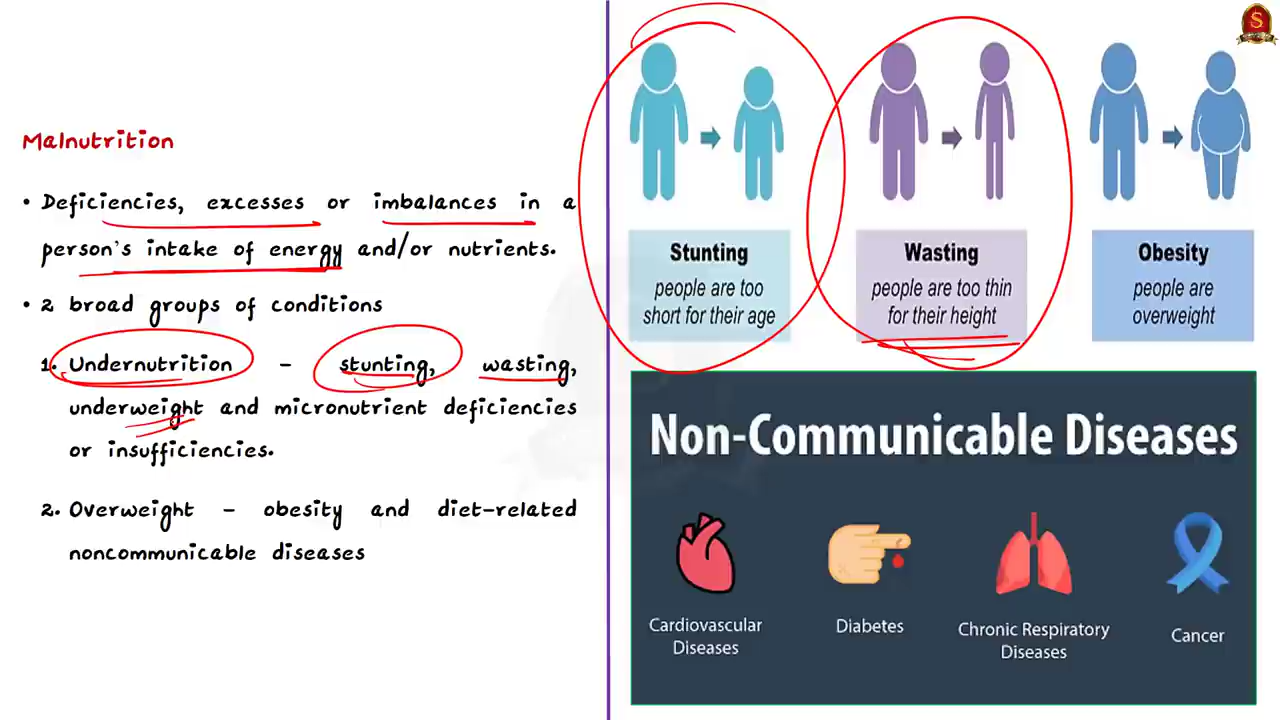 Malnutrition
• Deficiencies, excesses or imbalances in a
person's intake of energy and/or nutrients.
• 2 broad groups of conditions
1. Undernutrition - stunting, wasting,
underweight and micronutrient deficiencies
or insufficiencies.
2. Overweight - obesity and diet-related
noncommunicable diseases
Stunting
people are too
short for their age
Wasting
people are too thin
for their height
Obesity
people are
overweight
Non-Communicable Diseases
Cardiovascular
Diseases
Diabetes
Chronic Respiratory
Diseases
Cancer
S